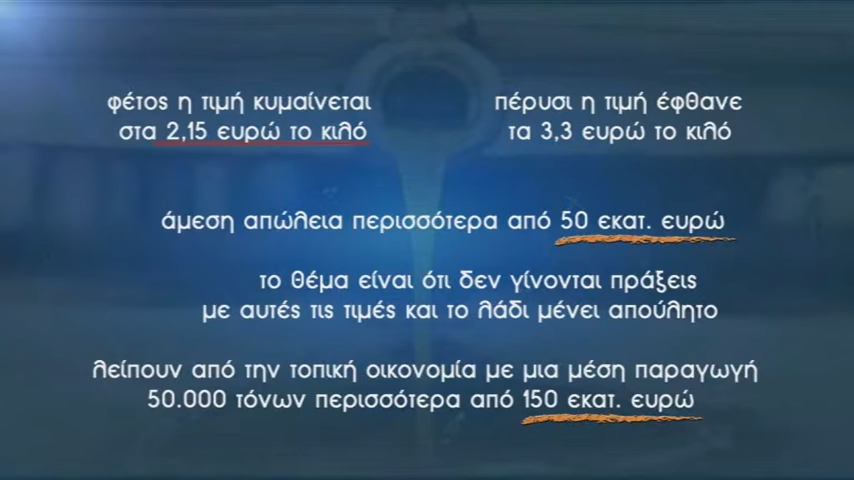 φέτος η τιμή κυμαίνεται
στα 2,15 ευρώ το κιλό
πέρυσι η τιμή έφθανε
τα 3,3 ευρώ το κιλό
άμεση απώλεια περισσότερα από 50 εκατ. ευρώ
το θέμα είναι ότι δεν γίνονται πράξεις
με αυτές τις τιμές και το λάδι μένει απούλητο
λείπουν από την τοπική οικονομία με μια μέση παραγωγή
50.000 τόνων περισσότερα από 150 εκατ. ευρώ